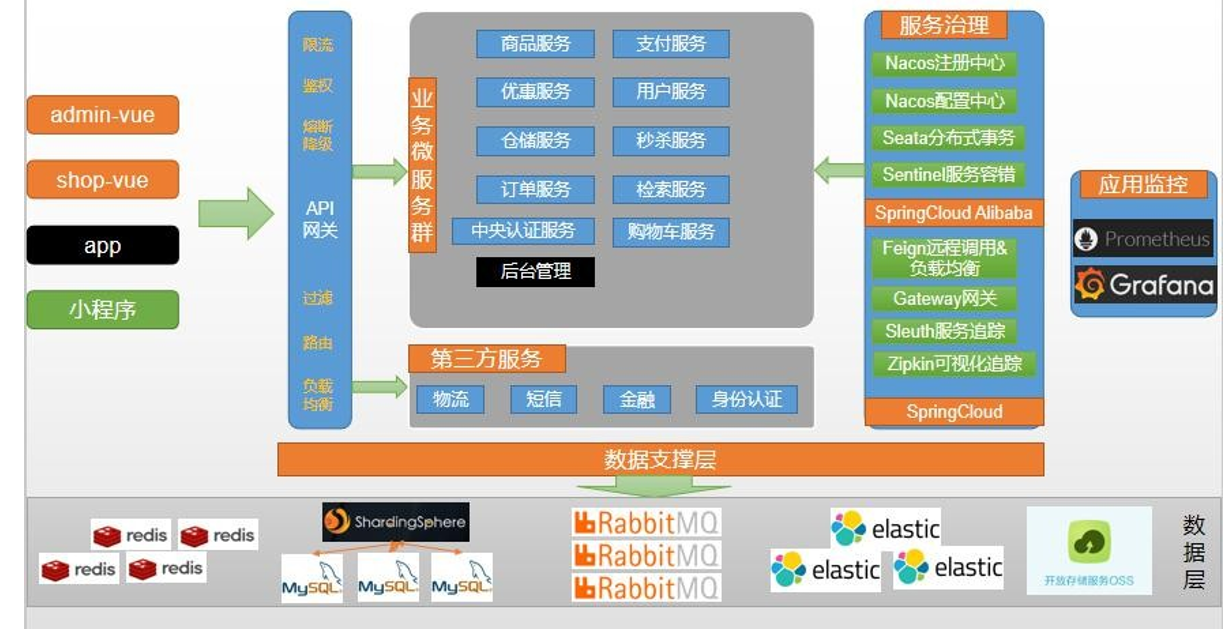 admin-vue
shop-vue
app
小程序
限流
鉴权
熔断
降级
API
网关
过滤
路由
负载
均衡
业务微服务群
商品服务
支付服务
优惠服务
用户服务
仓储服务
秒杀服务
订单服务
检索服务
中央认证服务
购物车服务
后台管理
第三方服务
物流
短信
金融
身份认证
服务治理
Nacos注册中心
Nacos配置中心
Seata分布式事务
Sentinel服务容错
SpringCloud Alibaba
Feign远程调用&
负载均衡
Gateway网关
Sleuth服务追踪
Zipkin可视化追踪
SpringCloud
应用监控
Prometheus
Grafana
数据支撑层
redis
redis
redis
redis
ShardingSphere
MySQL
MySQL
MySQL
RabbitMQ
RabbitMQ
RabbitMQ
elastic
elastic
elastic
开放存储服务OSS
数据层